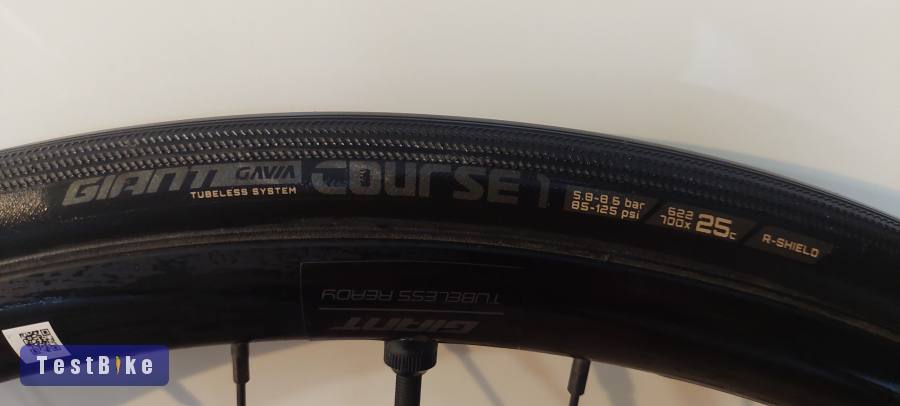 GIANT GAVIA COURSE 1
TUBELESS SYSTEM
5.8-8.6 bar
85-125 psi
622
700x 25c
R-SHIELD
TUBELESS READY
GIANT
TestBike